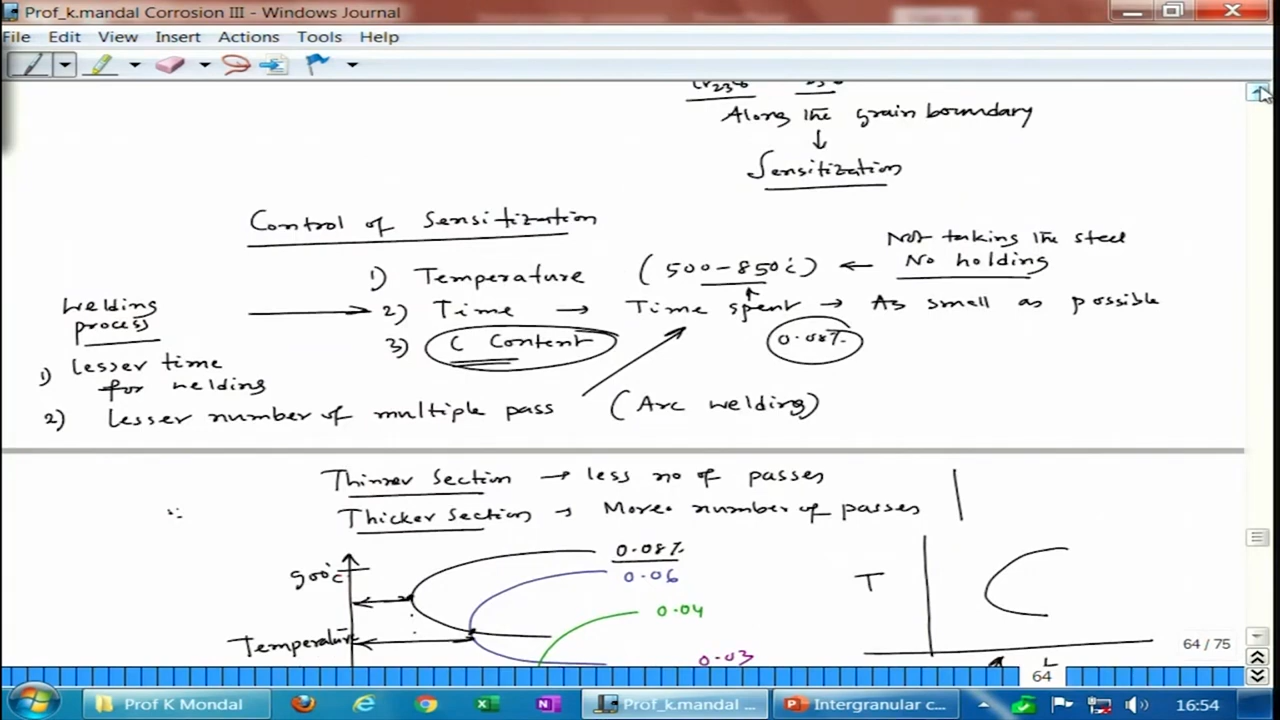 Prof_k.mandal Corrosion III - Windows Journal
File Edit View Insert Actions Tools Help
Along the grain boundary
Sensitization
Control of Sensitization
Not taking the steel
1) Temperature (500-850°C) ← No holding
welding process
→ 2) Time → Time spent → As small as possible
3) C Content 0.08%
1) lesser time
for welding
2) lesser number of multiple pass (Arc welding)
Thinner Section → less no of passes
∵ Thicker Section → More number of passes
0.08%
900°C 0.06
T
0.04
Temperature
0.03
64 / 75
64
Prof K Mondal
Prof_k.mandal ...
Intergranular c...
16:54